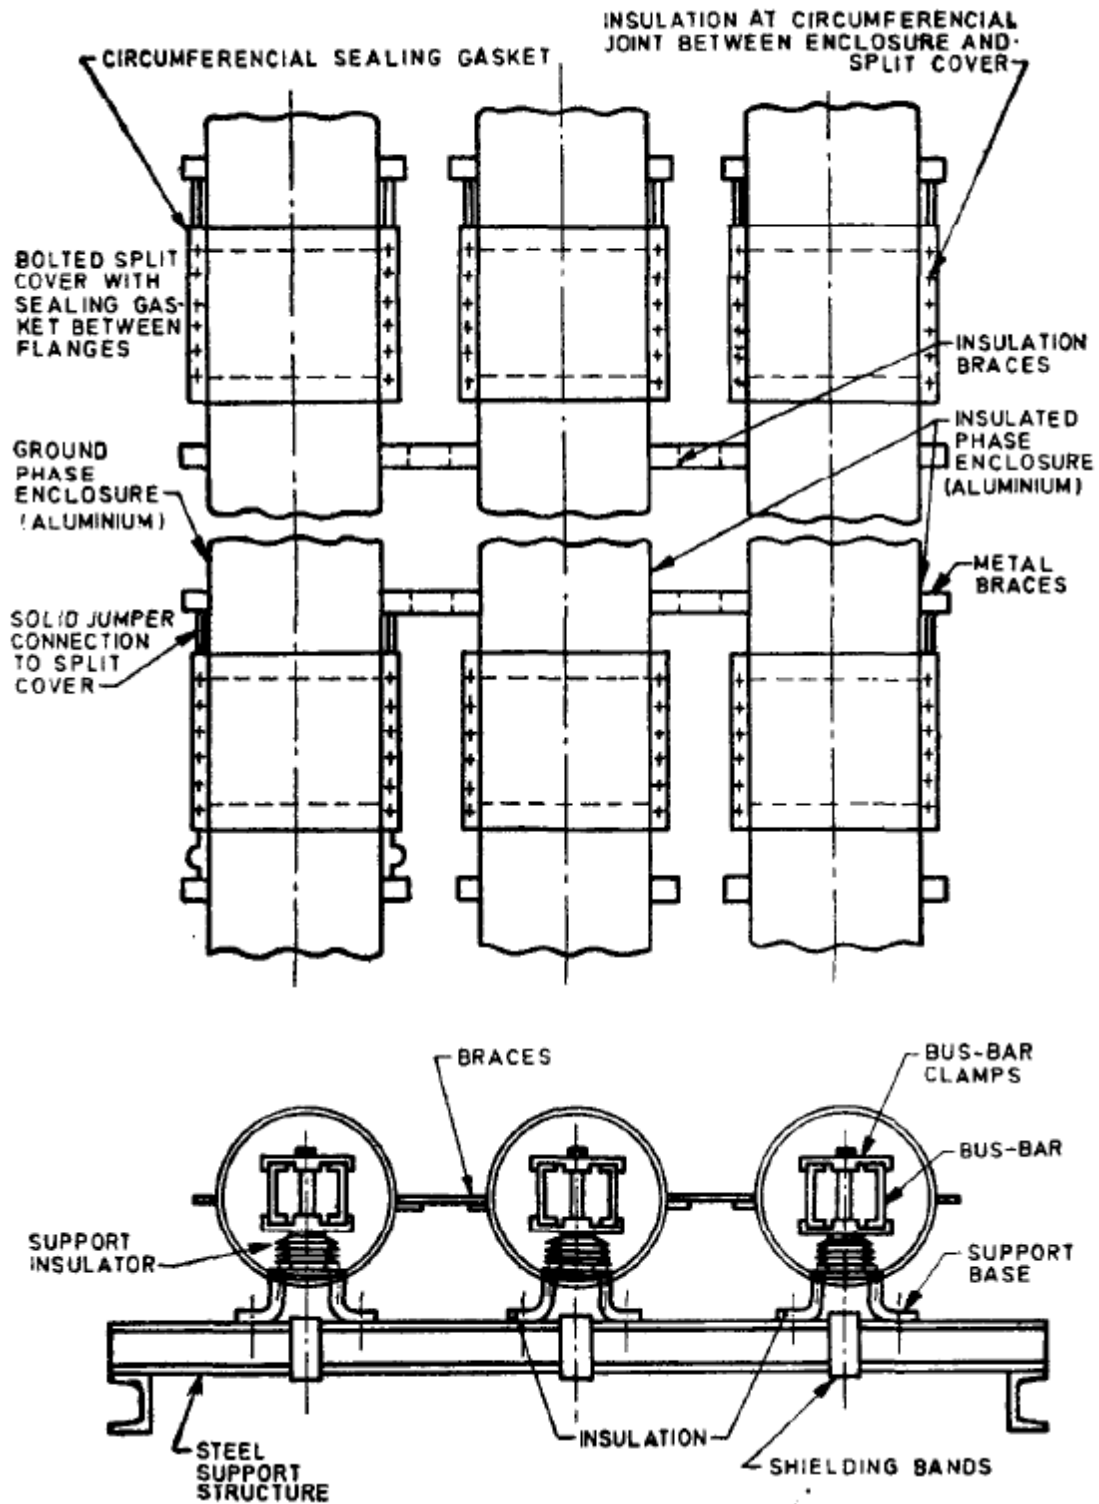 CIRCUMFERENCIAL SEALING GASKET
INSULATION AT CIRCUMFERENCIAL
JOINT BETWEEN ENCLOSURE AND
SPLIT COVER
BOLTED SPLIT
COVER WITH
SEALING GAS-
KET BETWEEN
FLANGES
INSULATION
BRACES
GROUND
PHASE
ENCLOSURE
(ALUMINIUM)
INSULATED
PHASE
ENCLOSURE
(ALUMINIUM)
METAL
BRACES
SOLID JUMPER
CONNECTION
TO SPLIT
COVER
BRACES
BUS-BAR
CLAMPS
BUS-BAR
SUPPORT
INSULATOR
SUPPORT
BASE
INSULATION
STEEL
SUPPORT
STRUCTURE
SHIELDING BANDS